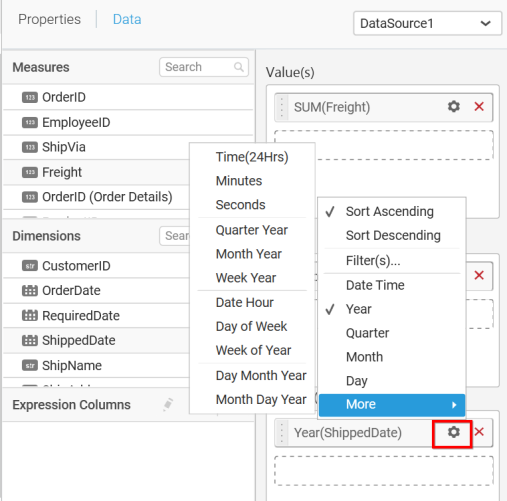 Properties
Data
DataSource1
Measures
Search
123 OrderID
123 EmployeeID
123 ShipVia
123 Freight
123 OrderID (Order Details)
Dimensions
Sear
str CustomerID
OrderDate
RequiredDate
ShippedDate
str ShipName
Expression Columns
Value(s)
SUM(Freight)
Time(24Hrs)
Minutes
Seconds
Quarter Year
Month Year
Week Year
Date Hour
Day of Week
Week of Year
Day Month Year
Month Day Year
Sort Ascending
Sort Descending
Filter(s)...
Date Time
Year
Quarter
Month
Day
More
Year(ShippedDate)